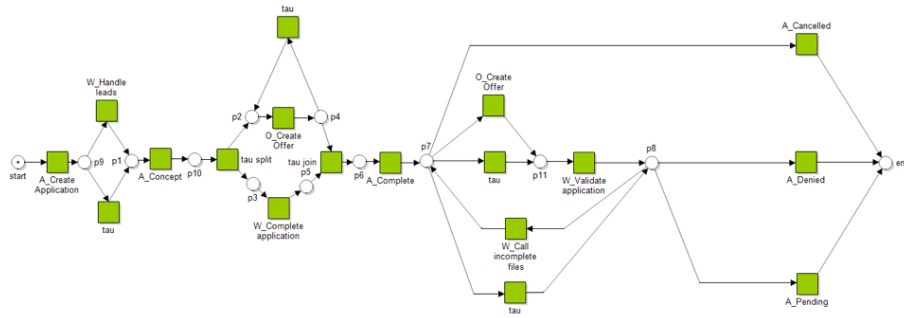 tau
A_Cancelled
W_Handle
leads
O_Create
Offer
p2
p4
O_Create
Offer
p7
p8
start
A_Create
Application
p9
p1
A_Concept
p10
tau split
tau join
p5
p6
A_Complete
tau
p11
W_Validate
application
A_Denied
en
p3
tau
W_Complete
application
W_Call
incomplete
files
tau
A_Pending